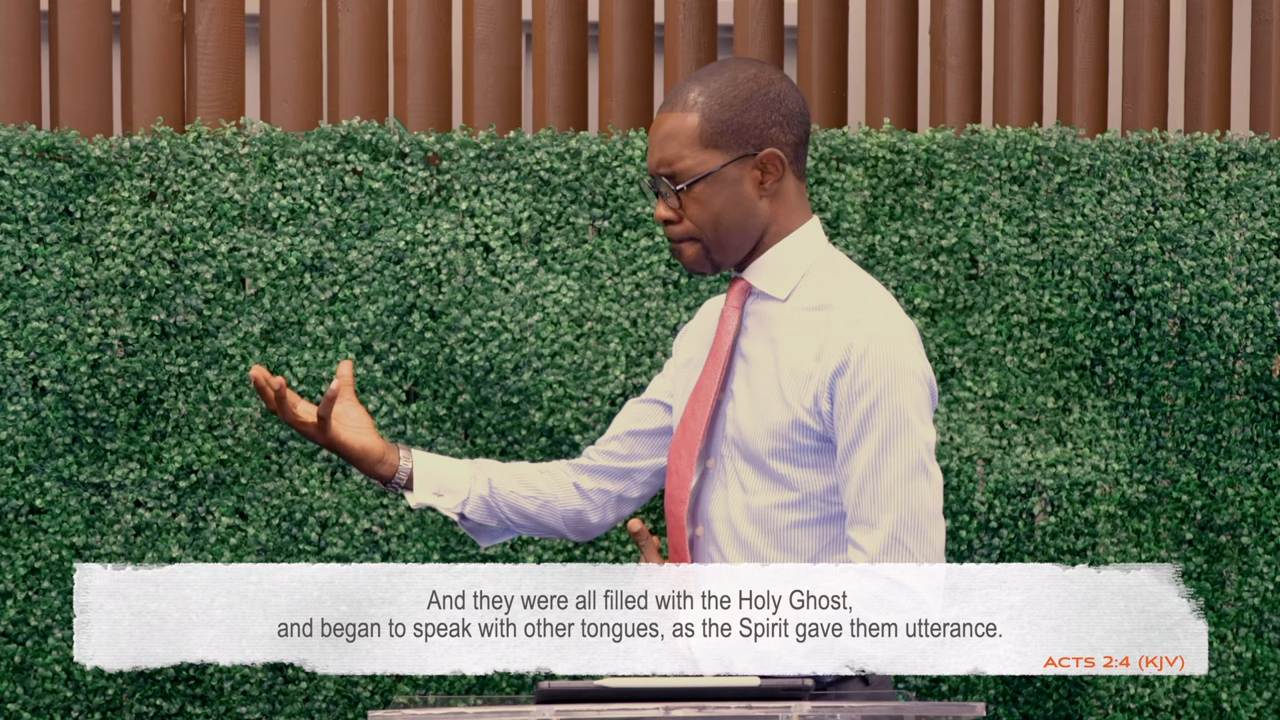 And they were all filled with the Holy Ghost,
and began to speak with other tongues, as the Spirit gave them utterance.
ACTS 2:4 (KJV)